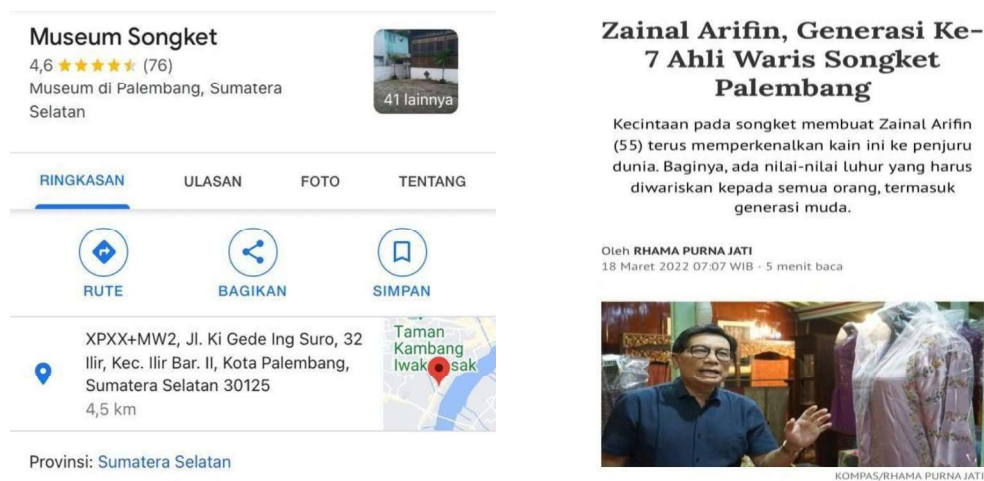 Museum Songket
4,6 (76)
Museum di Palembang, Sumatera
Selatan
41 lainnya
RINGKASAN
ULASAN
FOTO
TENTANG
RUTE
BAGIKAN
SIMPAN
XPXX+MW2, Jl. Ki Gede Ing Suro, 32
Ilir, Kec. Ilir Bar. II, Kota Palembang,
Sumatera Selatan 30125
4,5 km
Taman
Kambang
Iwak sak
Provinsi: Sumatera Selatan
Zainal Arifin, Generasi Ke-
7 Ahli Waris Songket
Palembang
Kecintaan pada songket membuat Zainal Arifin
(55) terus memperkenalkan kain ini ke penjuru
dunia. Baginya, ada nilai-nilai luhur yang harus
diwariskan kepada semua orang, termasuk
generasi muda.
Oleh RHAMA PURNA JATI
18 Maret 2022 07:07 WIB · 5 menit baca
KOMPAS/RHAMA PURNA JATI